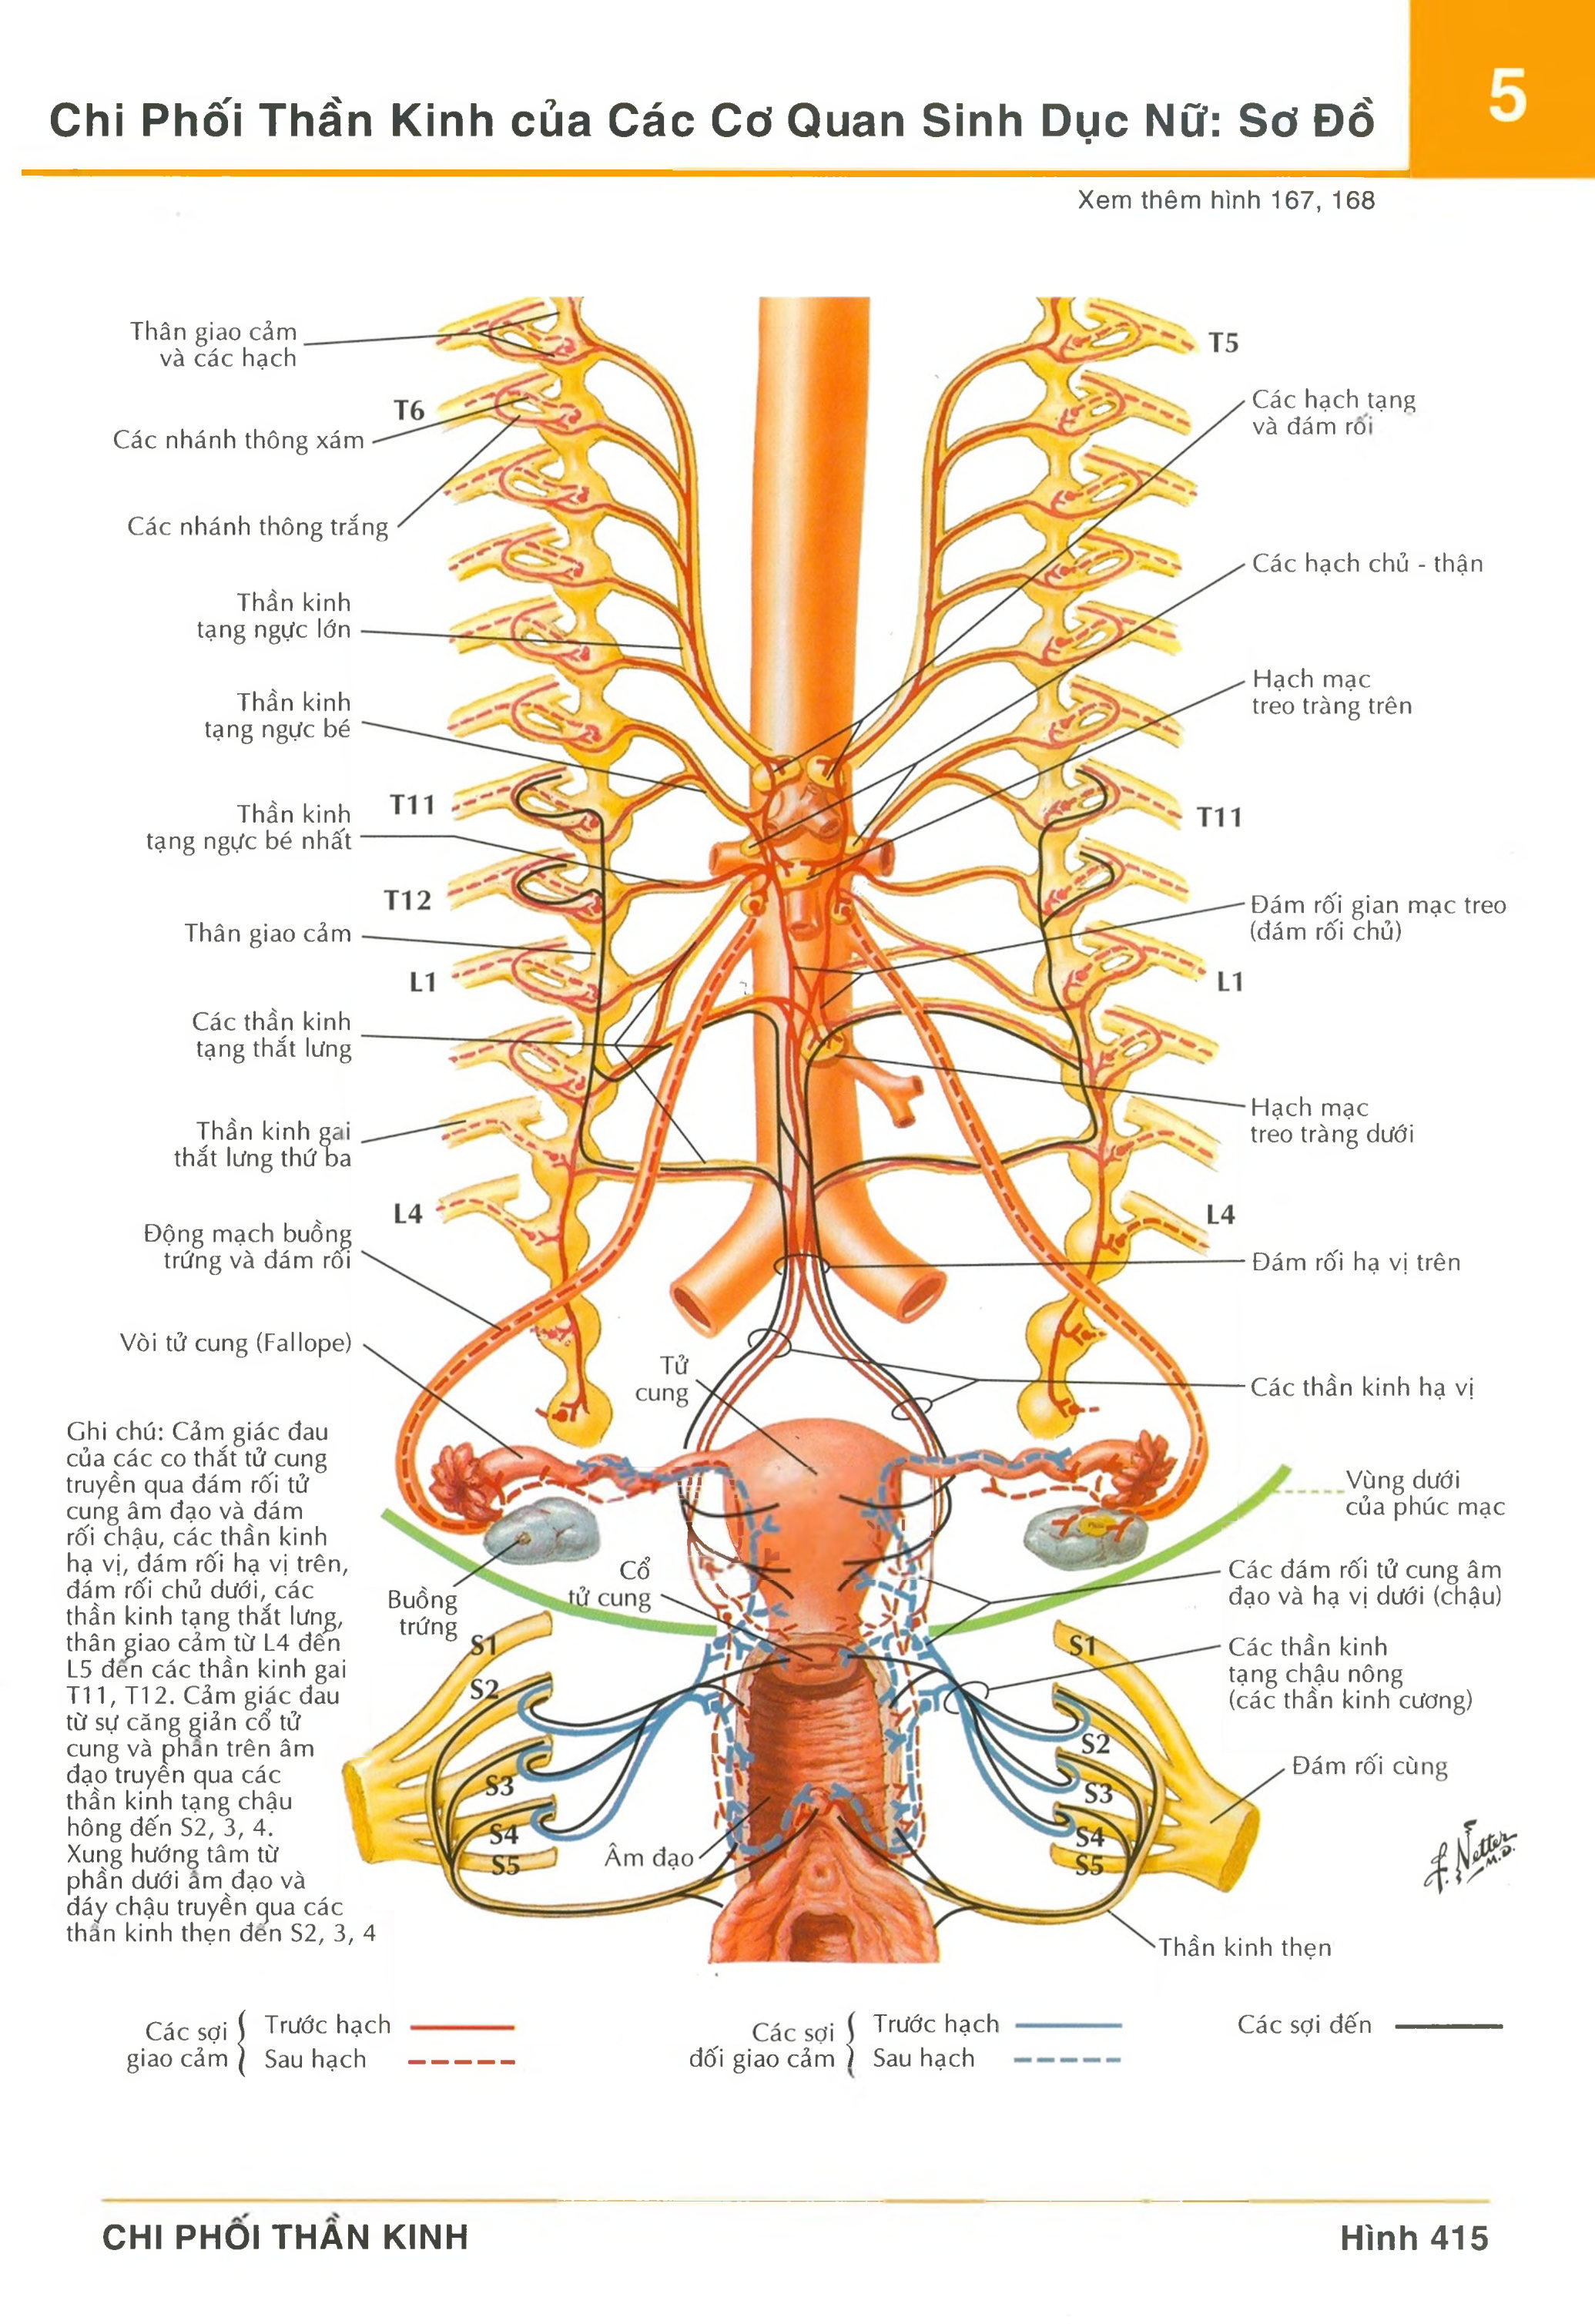 5
Chi Phối Thần Kinh của Các Cơ Quan Sinh Dục Nữ: Sơ Đồ
Xem thêm hình 167, 168
Thân giao cảm
và các hạch
T6
Các nhánh thông xám
Các nhánh thông trắng
Thần kinh
tạng ngực lớn
Thần kinh
tạng ngực bé
T11
Thần kinh
tạng ngực bé nhất
T12
Thân giao cảm
L1
Các thần kinh
tạng thắt lưng
Thần kinh gai
thắt lưng thứ ba
L4
Động mạch buồng
trứng và đám rối
Vòi tử cung (Fallope)
Tử
cung
Ghi chú: Cảm giác đau
của các co thắt tử cung
truyền qua đám rối tử
cung âm đạo và đám
rối chậu, các thần kinh
hạ vị, đám rối hạ vị trên,
đám rối chủ dưới, các
thần kinh tạng thắt lưng,
thân giao cảm từ L4 đến
L5 đến các thần kinh gai
T11, T12. Cảm giác đau
từ sự căng giản cổ tử
cung và phần trên âm
đạo truyền qua các
thần kinh tạng chậu
hông đến S2, 3, 4.
Xung hướng tâm từ
phần dưới âm đạo và
đáy chậu truyền qua các
thần kinh thẹn đến S2, 3, 4
Buồng
trứng
Cổ
tử cung
S1
S2
S3
S4
S5
Âm đạo
T5
Các hạch tạng
và đám rối
Các hạch chủ - thận
Hạch mạc
treo tràng trên
T11
Đám rối gian mạc treo
(đám rối chủ)
L1
Hạch mạc
treo tràng dưới
L4
Đám rối hạ vị trên
Các thần kinh hạ vị
Vùng dưới
của phúc mạc
Các đám rối tử cung âm
đạo và hạ vị dưới (chậu)
S1
Các thần kinh
tạng chậu nông
(các thần kinh cương)
S2
S3
S4
S5
Đám rối cùng
F. Netter
M.D.
Thần kinh thẹn
Các sợi
giao cảm
Trước hạch
Sau hạch
Các sợi
đối giao cảm
Trước hạch
Sau hạch
Các sợi đến
CHI PHỐI THẦN KINH
Hình 415